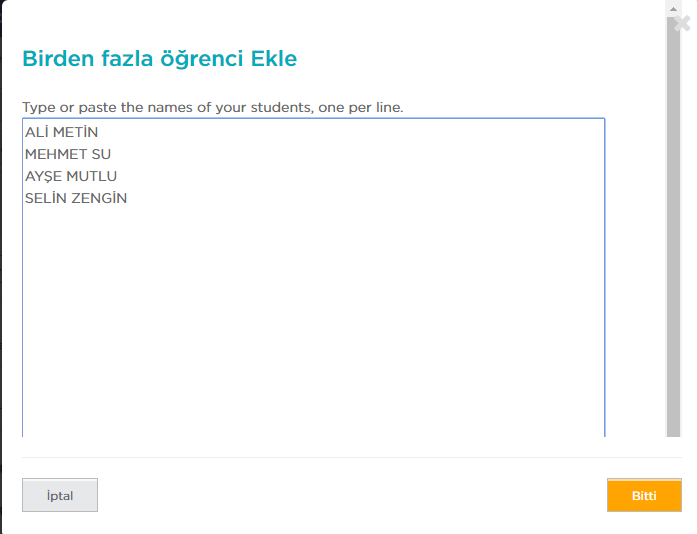 Birden fazla öğrenci Ekle
Type or paste the names of your students, one per line.
ALİ METİN
MEHMET SU
AYŞE MUTLU
SELİN ZENGİN
İptal
Bitti